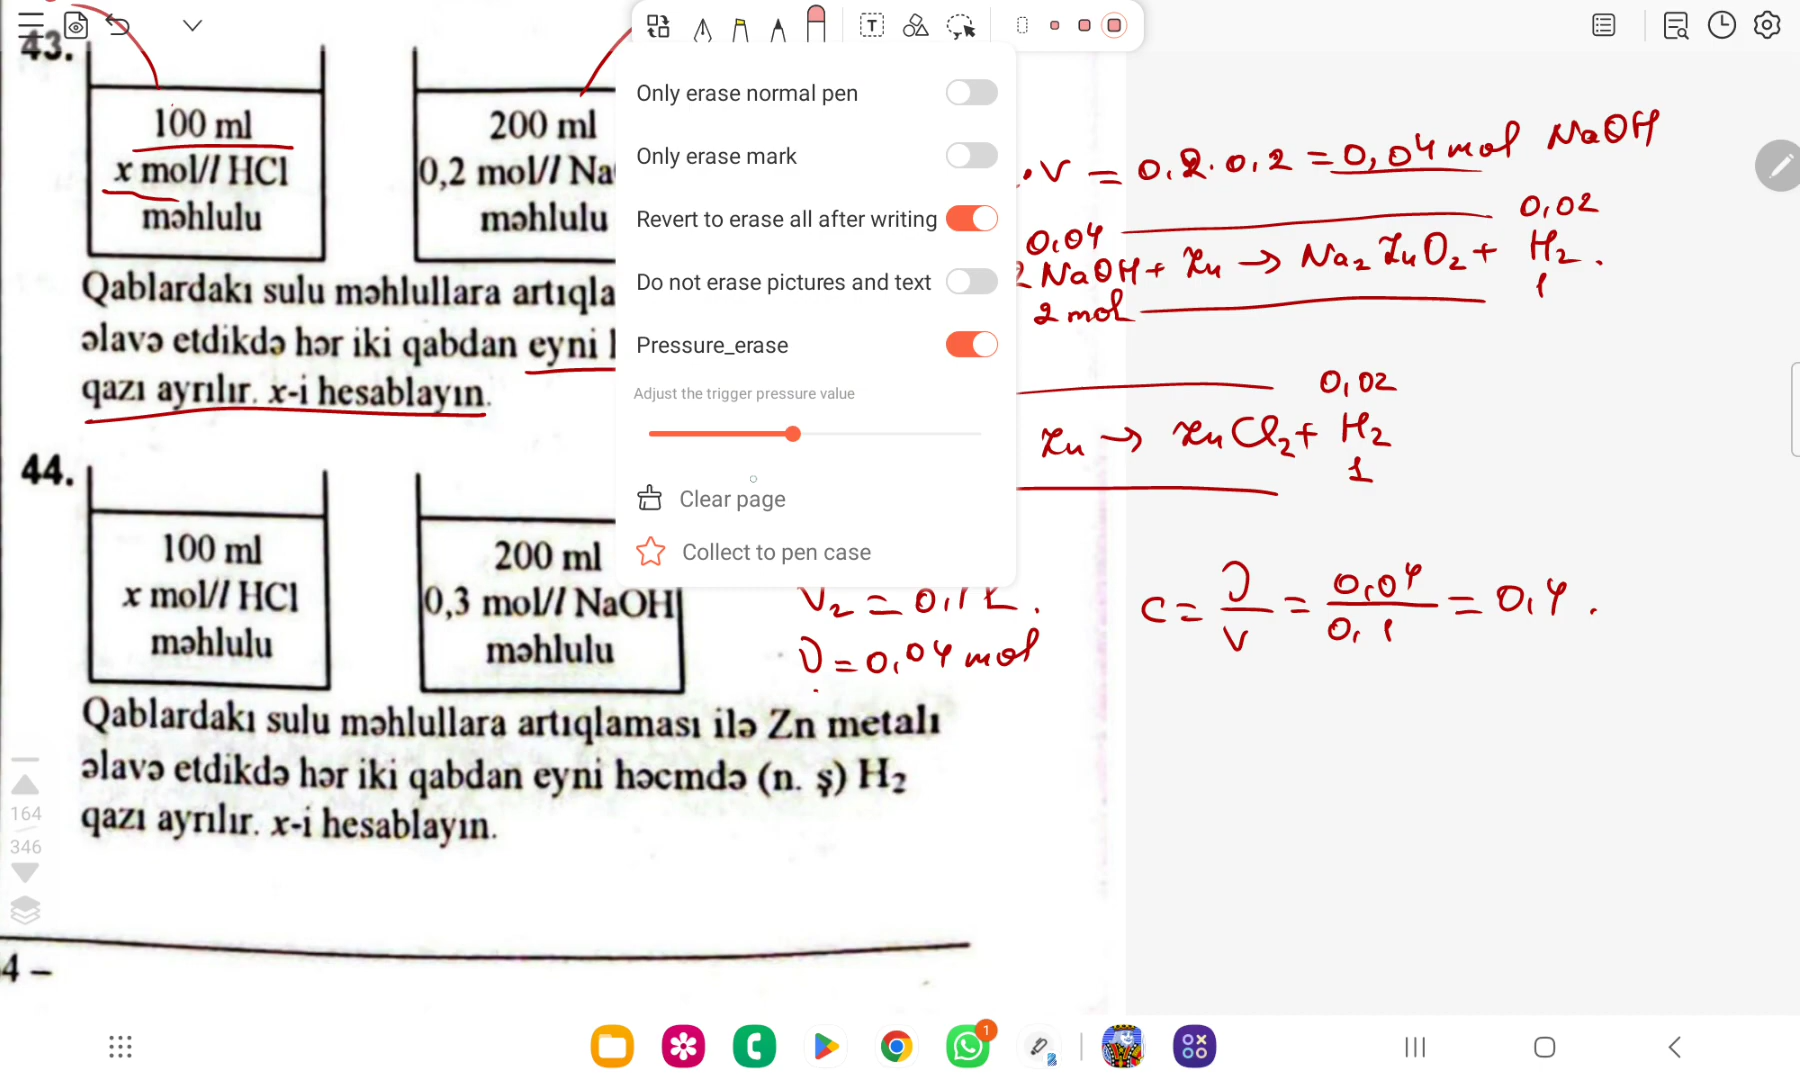 43.
100 ml
x mol/l HCl
məhlulu
200 ml
0,2 mol/l Na
məhlulu
Qablardakı sulu məhlullara artıqla
əlavə etdikdə hər iki qabdan eyni
qazı ayrılır. x-i hesablayın.
44.
100 ml
x mol/l HCl
məhlulu
200 ml
0,3 mol/l NaOH
məhlulu
Qablardakı sulu məhlullara artıqlaması ilə Zn metalı
əlavə etdikdə hər iki qabdan eyni həcmdə (n. ş) H₂
qazı ayrılır. x-i hesablayın.
4 –
164
346
Only erase normal pen
Only erase mark
Revert to erase all after writing
Do not erase pictures and text
Pressure_erase
Adjust the trigger pressure value
Clear page
Collect to pen case
· V = 0,2 · 0,2 = 0,04 mol NaOH
0,04 0,02
2 NaOH + Zn → Na₂ZnO₂ + H₂ .
2 mol 1
0,02
Zn → ZnCl₂ + H₂
1
V₂ = 0,1 L .
ν = 0,04 mol
C = ν/V = 0,04/0,1 = 0,4 .
1